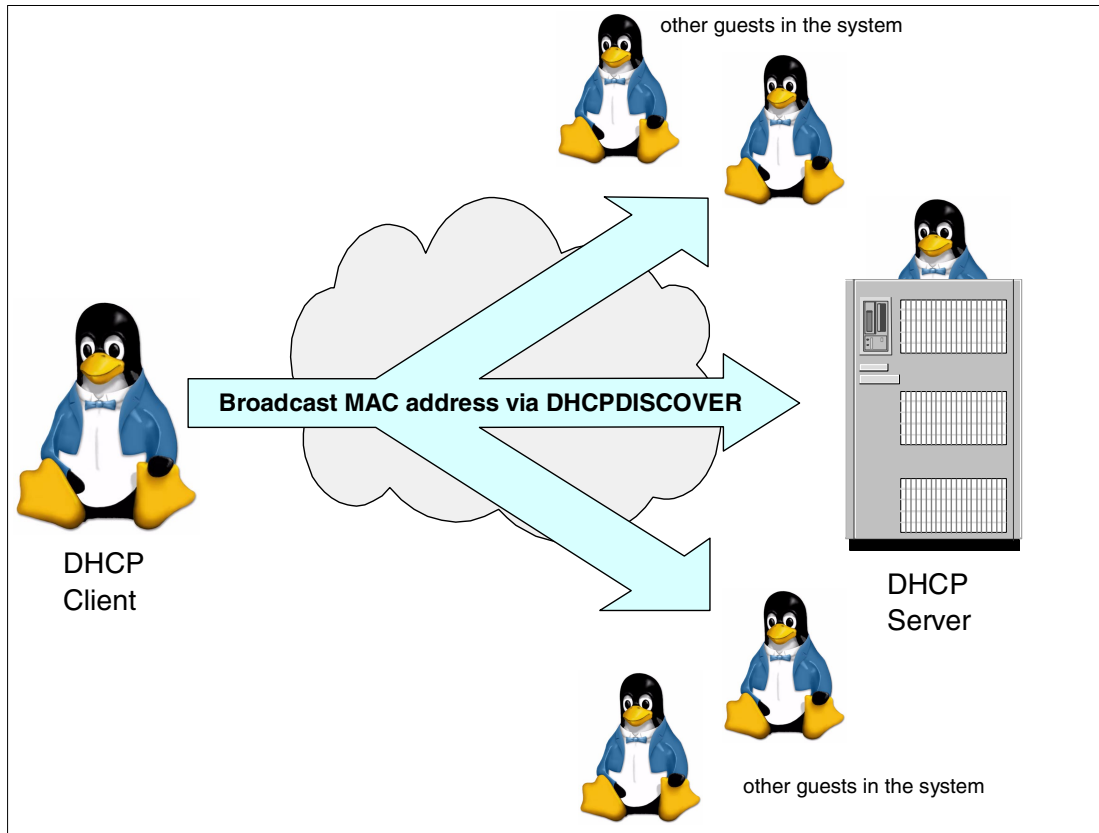 other guests in the system
Broadcast MAC address via DHCPDISCOVER
DHCP
Client
DHCP
Server
other guests in the system